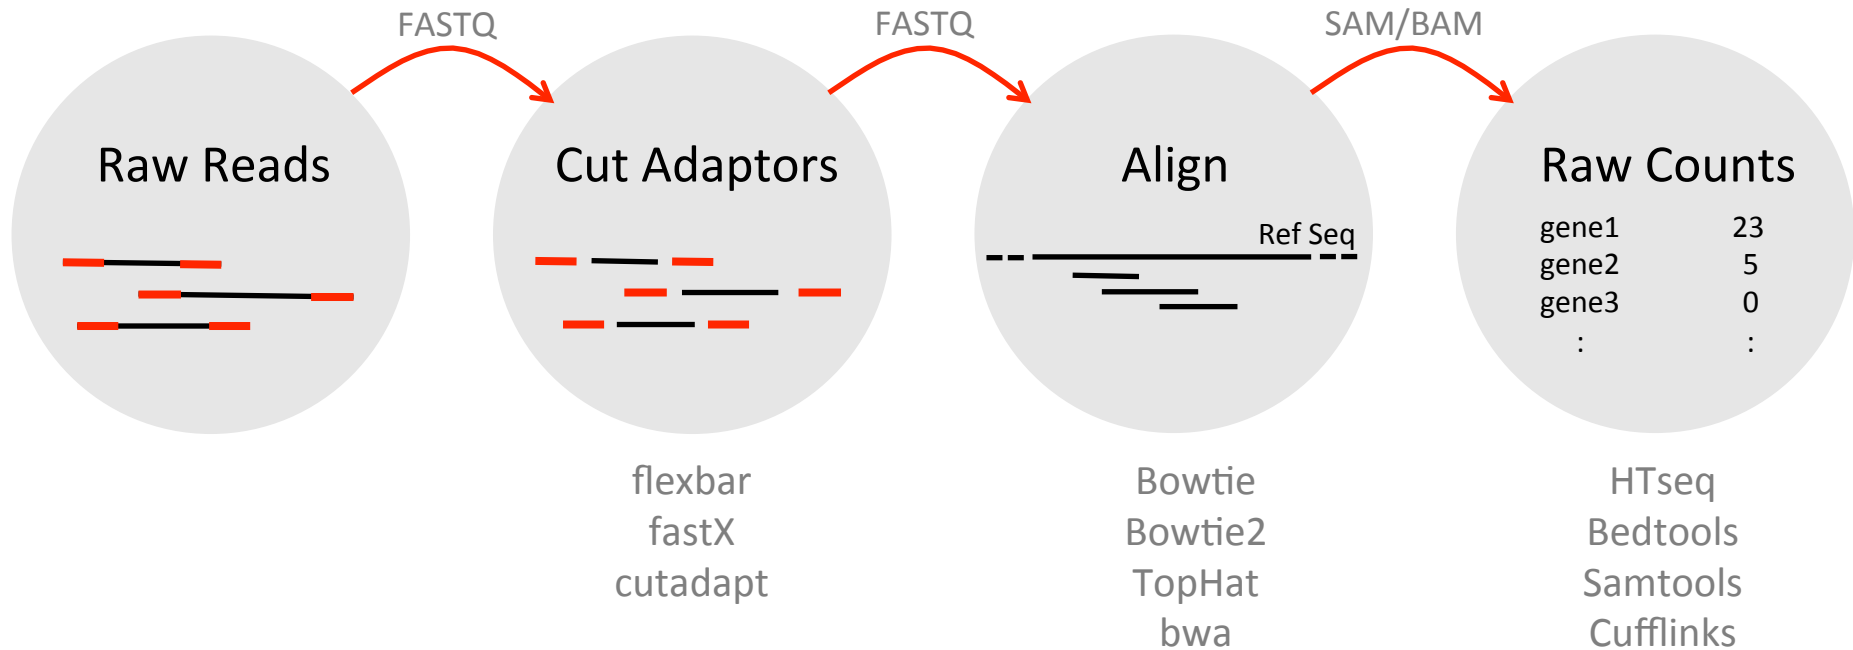 FASTQ
FASTQ
SAM/BAM
Raw Reads
Cut Adaptors
Align
Raw Counts
Ref Seq
gene1 23
gene2 5
gene3 0
: :
flexbar
fastX
cutadapt
Bowtie
Bowtie2
TopHat
bwa
HTseq
Bedtools
Samtools
Cufflinks